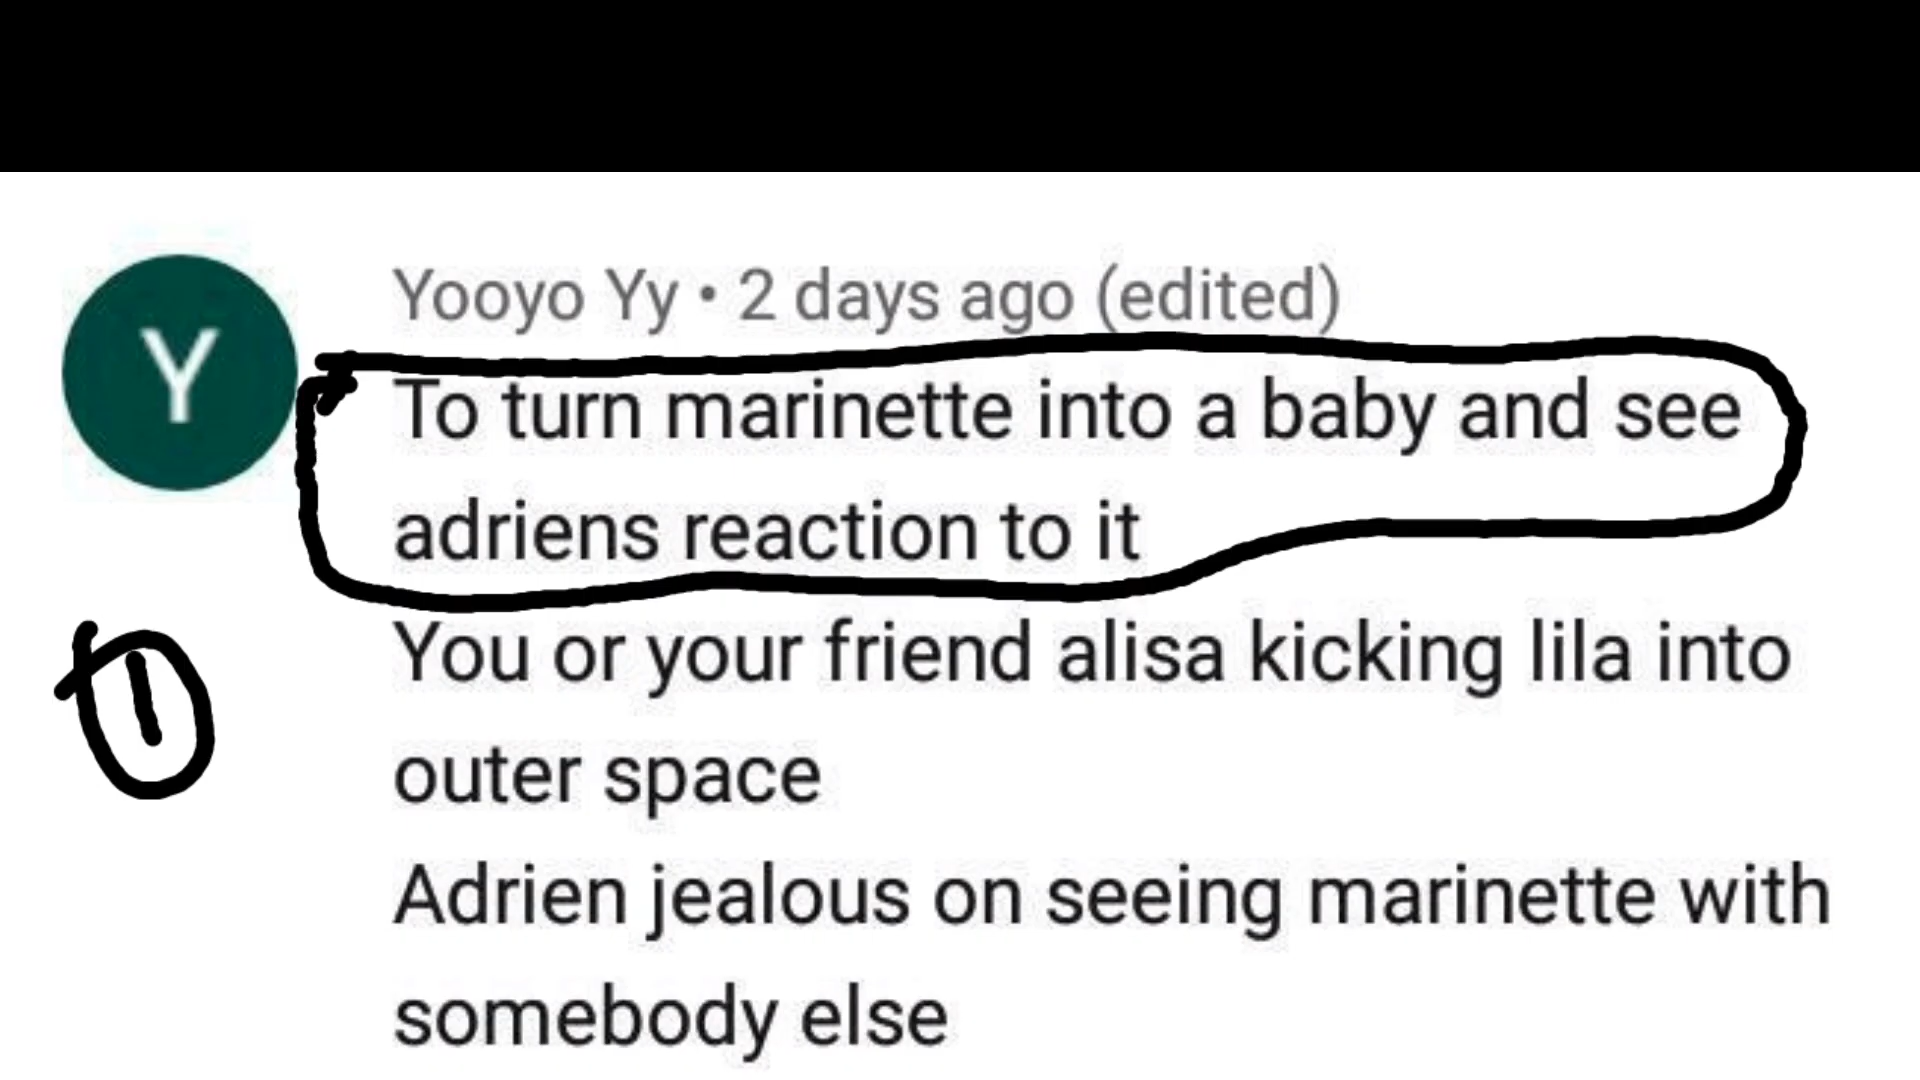 Y
Yooyo Yy • 2 days ago (edited)
To turn marinette into a baby and see
adriens reaction to it
1
You or your friend alisa kicking lila into
outer space
Adrien jealous on seeing marinette with
somebody else